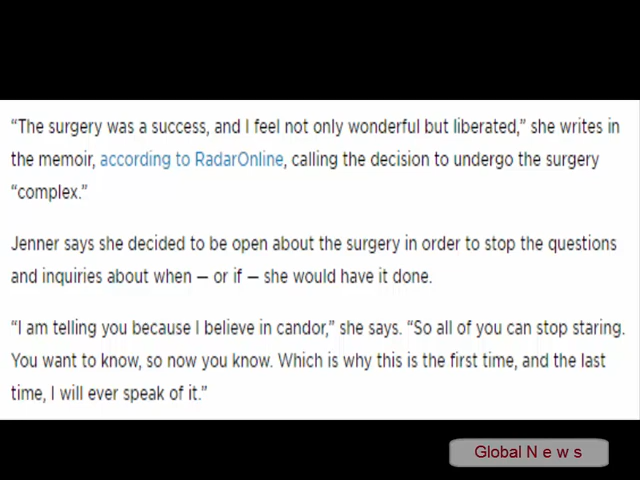 “The surgery was a success, and I feel not only wonderful but liberated,” she writes in
the memoir, according to RadarOnline, calling the decision to undergo the surgery
“complex.”
Jenner says she decided to be open about the surgery in order to stop the questions
and inquiries about when — or if — she would have it done.
“I am telling you because I believe in candor,” she says. “So all of you can stop staring.
You want to know, so now you know. Which is why this is the first time, and the last
time, I will ever speak of it.”
Global N e w s